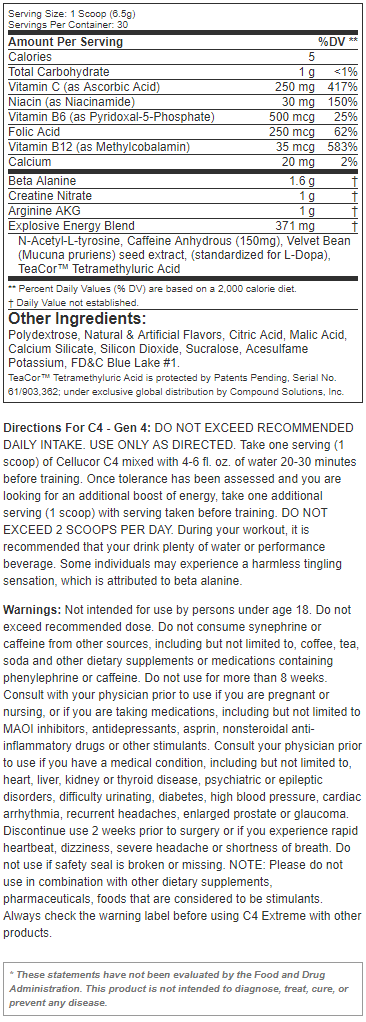 Serving Size: 1 Scoop (6.5g)
Servings Per Container: 30
Amount Per Serving %DV **
Calories 5
Total Carbohydrate 1 g <1%
Vitamin C (as Ascorbic Acid) 250 mg 417%
Niacin (as Niacinamide) 30 mg 150%
Vitamin B6 (as Pyridoxal-5-Phosphate) 500 mcg 25%
Folic Acid 250 mcg 62%
Vitamin B12 (as Methylcobalamin) 35 mcg 583%
Calcium 20 mg 2%
Beta Alanine 1.6 g †
Creatine Nitrate 1 g †
Arginine AKG 1 g †
Explosive Energy Blend 371 mg †
N-Acetyl-L-tyrosine, Caffeine Anhydrous (150mg), Velvet Bean
(Mucuna pruriens) seed extract, (standardized for L-Dopa),
TeaCor™ Tetramethyluric Acid
** Percent Daily Values (% DV) are based on a 2,000 calorie diet.
† Daily Value not established.
Other Ingredients:
Polydextrose, Natural & Artificial Flavors, Citric Acid, Malic Acid,
Calcium Silicate, Silicon Dioxide, Sucralose, Acesulfame
Potassium, FD&C Blue Lake #1.
TeaCor™ Tetramethyluric Acid is protected by Patents Pending, Serial No.
61/903,362; under exclusive global distribution by Compound Solutions, Inc.
Directions For C4 - Gen 4: DO NOT EXCEED RECOMMENDED
DAILY INTAKE. USE ONLY AS DIRECTED. Take one serving (1
scoop) of Cellucor C4 mixed with 4-6 fl. oz. of water 20-30 minutes
before training. Once tolerance has been assessed and you are
looking for an additional boost of energy, take one additional
serving (1 scoop) with serving taken before training. DO NOT
EXCEED 2 SCOOPS PER DAY. During your workout, it is
recommended that your drink plenty of water or performance
beverage. Some individuals may experience a harmless tingling
sensation, which is attributed to beta alanine.
Warnings: Not intended for use by persons under age 18. Do not
exceed recommended dose. Do not consume synephrine or
caffeine from other sources, including but not limited to, coffee, tea,
soda and other dietary supplements or medications containing
phenylephrine or caffeine. Do not use for more than 8 weeks.
Consult with your physician prior to use if you are pregnant or
nursing, or if you are taking medications, including but not limited to
MAOI inhibitors, antidepressants, asprin, nonsteroidal anti-
inflammatory drugs or other stimulants. Consult your physician prior
to use if you have a medical condition, including but not limited to,
heart, liver, kidney or thyroid disease, psychiatric or epileptic
disorders, difficulty urinating, diabetes, high blood pressure, cardiac
arrhythmia, recurrent headaches, enlarged prostate or glaucoma.
Discontinue use 2 weeks prior to surgery or if you experience rapid
heartbeat, dizziness, severe headache or shortness of breath. Do
not use if safety seal is broken or missing. NOTE: Please do not
use in combination with other dietary supplements,
pharmaceuticals, foods that are considered to be stimulants.
Always check the warning label before using C4 Extreme with other
products.
* These statements have not been evaluated by the Food and Drug
Administration. This product is not intended to diagnose, treat, cure, or
prevent any disease.